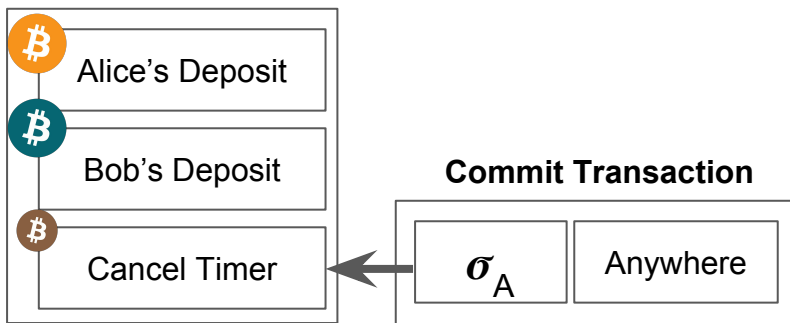 Alice’s Deposit
Bob’s Deposit
Commit Transaction
Cancel Timer
σA
Anywhere